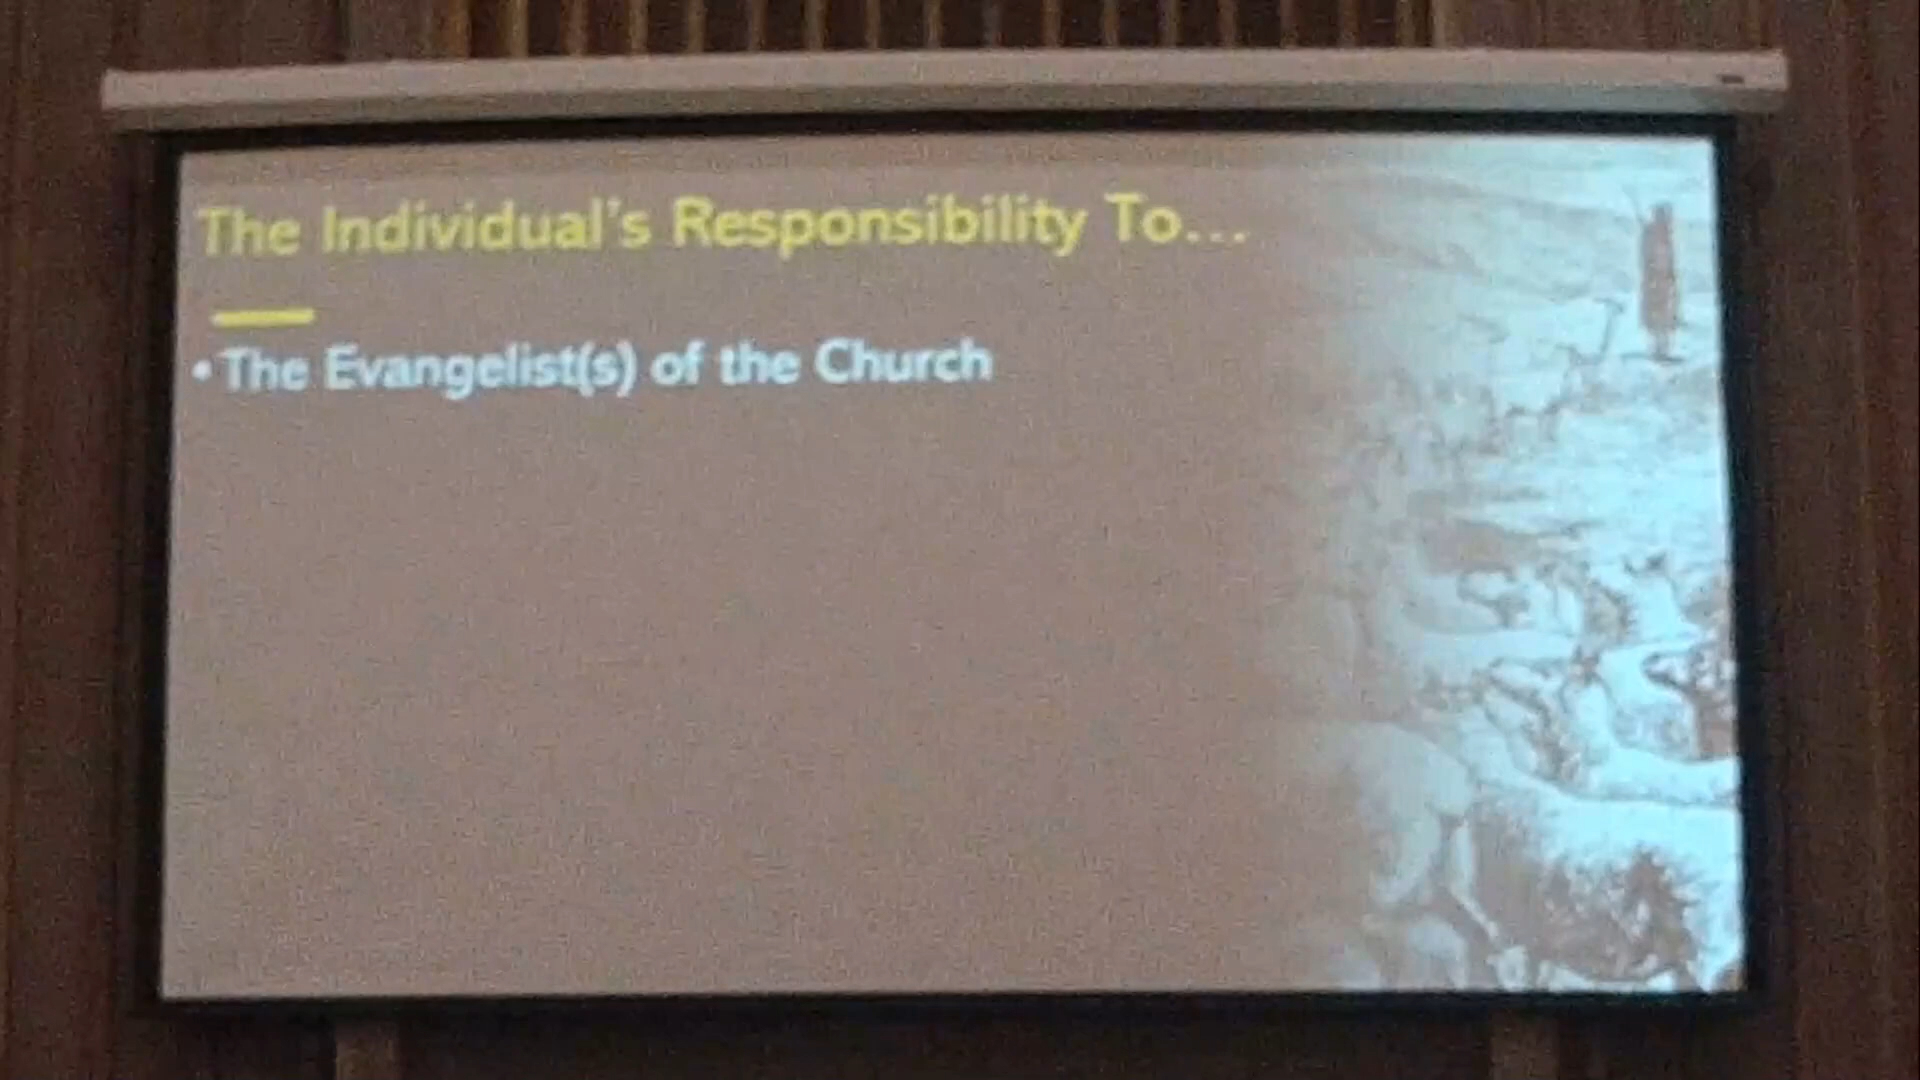 The Individual's Responsibility To...
• The Evangelist(s) of the Church